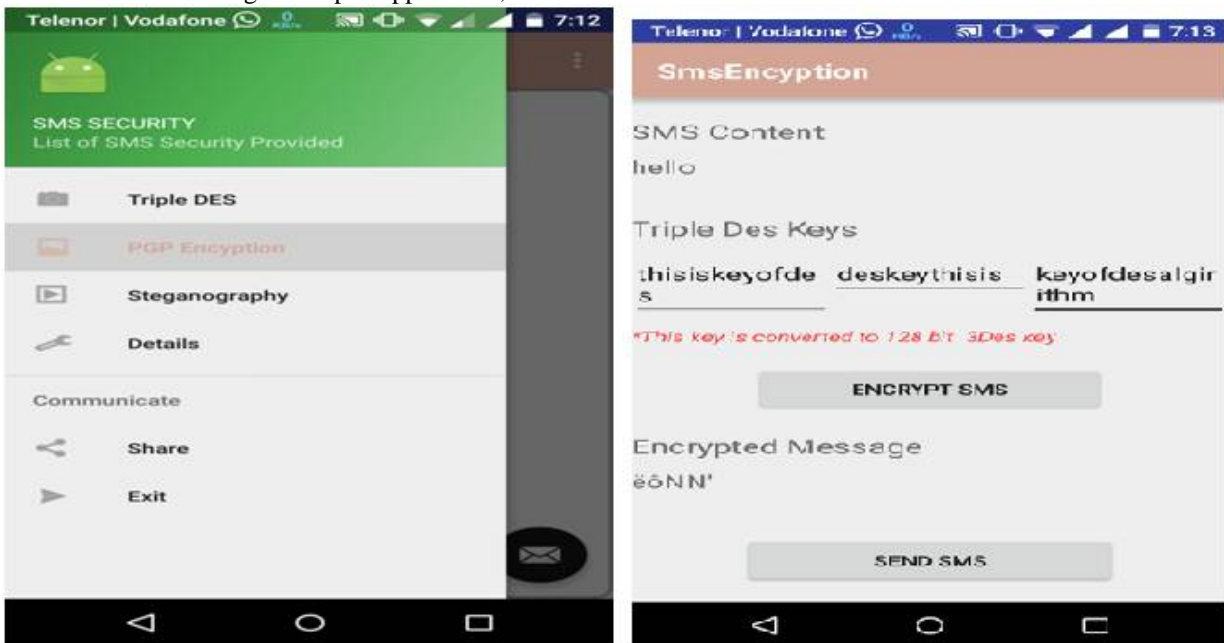 Telenor | Vodafone 7:12
SMS SECURITY
List of SMS Security Provided
Triple DES
PGP Encyption
Steganography
Details
Communicate
Share
Exit
Telenor | Vodafone 7:13
SmsEncyption
SMS Content
hello
Triple Des Keys
thisiskeyofde deskeythisis keyofdesalgir
s ithm
*This key is converted to 128 bit 3Des key
ENCRYPT SMS
Encrypted Message
ëôNN'
SEND SMS